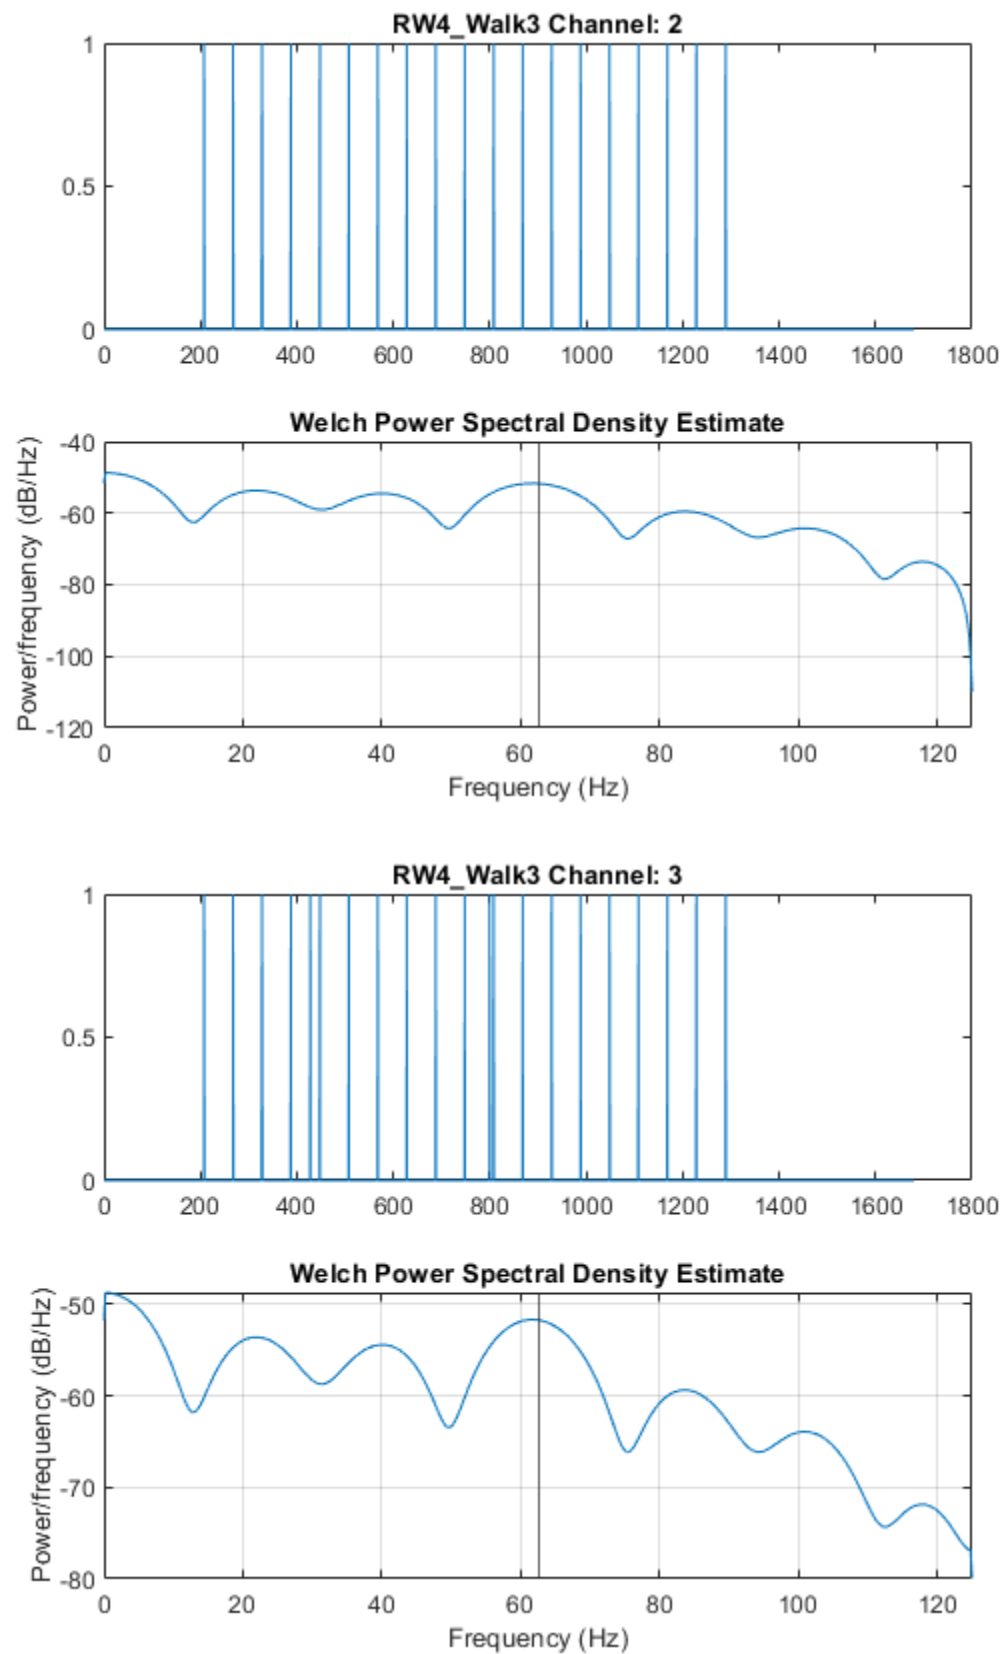 RW4_Walk3 Channel: 2
1
0.5
0
0 200 400 600 800 1000 1200 1400 1600 1800
Welch Power Spectral Density Estimate
Power/frequency (dB/Hz)
-40
-60
-80
-100
-120
0 20 40 60 80 100 120
Frequency (Hz)
RW4_Walk3 Channel: 3
1
0.5
0
0 200 400 600 800 1000 1200 1400 1600 1800
Welch Power Spectral Density Estimate
Power/frequency (dB/Hz)
-50
-60
-70
-80
0 20 40 60 80 100 120
Frequency (Hz)